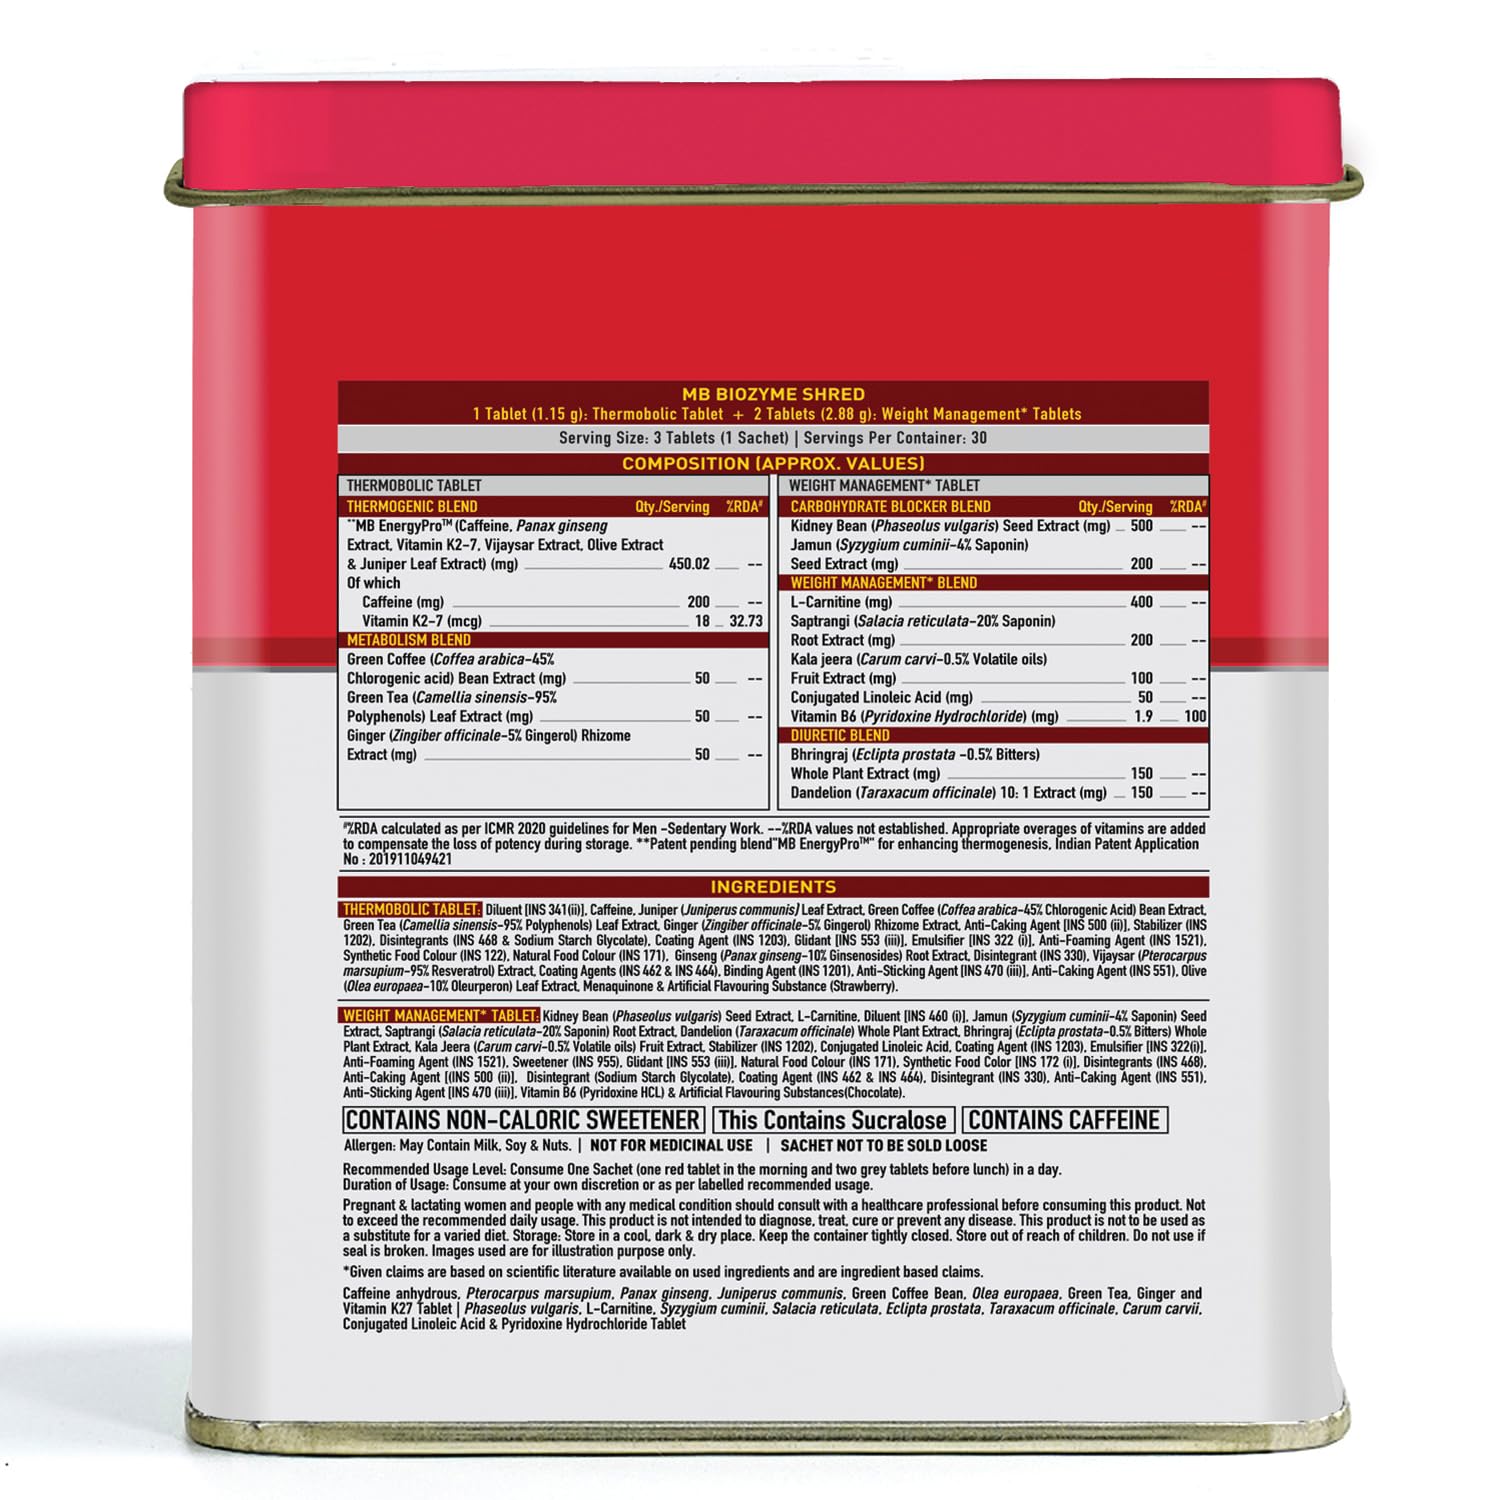 MB BIOZYME SHRED
1 Tablet (1.15 g): Thermobolic Tablet + 2 Tablets (2.88 g): Weight Management* Tablets
Serving Size: 3 Tablets (1 Sachet) | Servings Per Container: 30
COMPOSITION (APPROX. VALUES)
THERMOBOLIC TABLET
THERMOGENIC BLEND Qty./Serving %RDA#
**MB EnergyPro™ (Caffeine, Panax ginseng
Extract, Vitamin K2-7, Vijaysar Extract, Olive Extract
& Juniper Leaf Extract) (mg) 450.02 --
Of which
Caffeine (mg) 200 --
Vitamin K2-7 (mcg) 18 32.73
METABOLISM BLEND
Green Coffee (Coffea arabica-45%
Chlorogenic acid) Bean Extract (mg) 50 --
Green Tea (Camellia sinensis-95%
Polyphenols) Leaf Extract (mg) 50 --
Ginger (Zingiber officinale-5% Gingerol) Rhizome
Extract (mg) 50 --
WEIGHT MANAGEMENT* TABLET
CARBOHYDRATE BLOCKER BLEND Qty./Serving %RDA#
Kidney Bean (Phaseolus vulgaris) Seed Extract (mg) 500 --
Jamun (Syzygium cuminii-4% Saponin)
Seed Extract (mg) 200 --
WEIGHT MANAGEMENT* BLEND
L-Carnitine (mg) 400 --
Saptrangi (Salacia reticulata-20% Saponin)
Root Extract (mg) 200 --
Kala jeera (Carum carvi-0.5% Volatile oils)
Fruit Extract (mg) 100 --
Conjugated Linoleic Acid (mg) 50 --
Vitamin B6 (Pyridoxine Hydrochloride) (mg) 1.9 100
DIURETIC BLEND
Bhringraj (Eclipta prostata -0.5% Bitters)
Whole Plant Extract (mg) 150 --
Dandelion (Taraxacum officinale) 10: 1 Extract (mg) 150 --
#%RDA calculated as per ICMR 2020 guidelines for Men -Sedentary Work. --%RDA values not established. Appropriate overages of vitamins are added
to compensate the loss of potency during storage. **Patent pending blend"MB EnergyPro™" for enhancing thermogenesis, Indian Patent Application
No : 201911049421
INGREDIENTS
THERMOBOLIC TABLET: Diluent [INS 341(ii)], Caffeine, Juniper (Juniperus communis) Leaf Extract, Green Coffee (Coffea arabica-45% Chlorogenic Acid) Bean Extract,
Green Tea (Camellia sinensis-95% Polyphenols) Leaf Extract, Ginger (Zingiber officinale-5% Gingerol) Rhizome Extract, Anti-Caking Agent [INS 500 (ii)], Stabilizer (INS
1202), Disintegrants (INS 468 & Sodium Starch Glycolate), Coating Agent (INS 1203), Glidant [INS 553 (iii)], Emulsifier [INS 322 (i)], Anti-Foaming Agent (INS 1521),
Synthetic Food Colour (INS 122), Natural Food Colour (INS 171), Ginseng (Panax ginseng-10% Ginsenosides) Root Extract, Disintegrant (INS 330), Vijaysar (Pterocarpus
marsupium-95% Resveratrol) Extract, Coating Agents (INS 462 & INS 464), Binding Agent (INS 1201), Anti-Sticking Agent [INS 470 (iii)], Anti-Caking Agent (INS 551), Olive
(Olea europaea-10% Oleurperon) Leaf Extract, Menaquinone & Artificial Flavouring Substance (Strawberry).
WEIGHT MANAGEMENT* TABLET: Kidney Bean (Phaseolus vulgaris) Seed Extract, L-Carnitine, Diluent [INS 460 (i)], Jamun (Syzygium cuminii-4% Saponin) Seed
Extract, Saptrangi (Salacia reticulata-20% Saponin) Root Extract, Dandelion (Taraxacum officinale) Whole Plant Extract, Bhringraj (Eclipta prostata-0.5% Bitters) Whole
Plant Extract, Kala Jeera (Carum carvi-0.5% Volatile oils) Fruit Extract, Stabilizer (INS 1202), Conjugated Linoleic Acid, Coating Agent (INS 1203), Emulsifier [INS 322(i)],
Anti-Foaming Agent (INS 1521), Sweetener (INS 955), Glidant [INS 553 (iii)], Natural Food Colour (INS 171), Synthetic Food Color [INS 172 (i)], Disintegrants (INS 468),
Anti-Caking Agent [(INS 500 (ii)], Disintegrant (Sodium Starch Glycolate), Coating Agent (INS 462 & INS 464), Disintegrant (INS 330), Anti-Caking Agent (INS 551),
Anti-Sticking Agent [INS 470 (iii)], Vitamin B6 (Pyridoxine HCL) & Artificial Flavouring Substances(Chocolate).
CONTAINS NON-CALORIC SWEETENER This Contains Sucralose CONTAINS CAFFEINE
Allergen: May Contain Milk, Soy & Nuts. | NOT FOR MEDICINAL USE | SACHET NOT TO BE SOLD LOOSE
Recommended Usage Level: Consume One Sachet (one red tablet in the morning and two grey tablets before lunch) in a day.
Duration of Usage: Consume at your own discretion or as per labelled recommended usage.
Pregnant & lactating women and people with any medical condition should consult with a healthcare professional before consuming this product. Not
to exceed the recommended daily usage. This product is not intended to diagnose, treat, cure or prevent any disease. This product is not to be used as
a substitute for a varied diet. Storage: Store in a cool, dark & dry place. Keep the container tightly closed. Store out of reach of children. Do not use if
seal is broken. Images used are for illustration purpose only.
*Given claims are based on scientific literature available on used ingredients and are ingredient based claims.
Caffeine anhydrous, Pterocarpus marsupium, Panax ginseng, Juniperus communis, Green Coffee Bean, Olea europaea, Green Tea, Ginger and
Vitamin K27 Tablet | Phaseolus vulgaris, L-Carnitine, Syzygium cuminii, Salacia reticulata, Eclipta prostata, Taraxacum officinale, Carum carvii,
Conjugated Linoleic Acid & Pyridoxine Hydrochloride Tablet